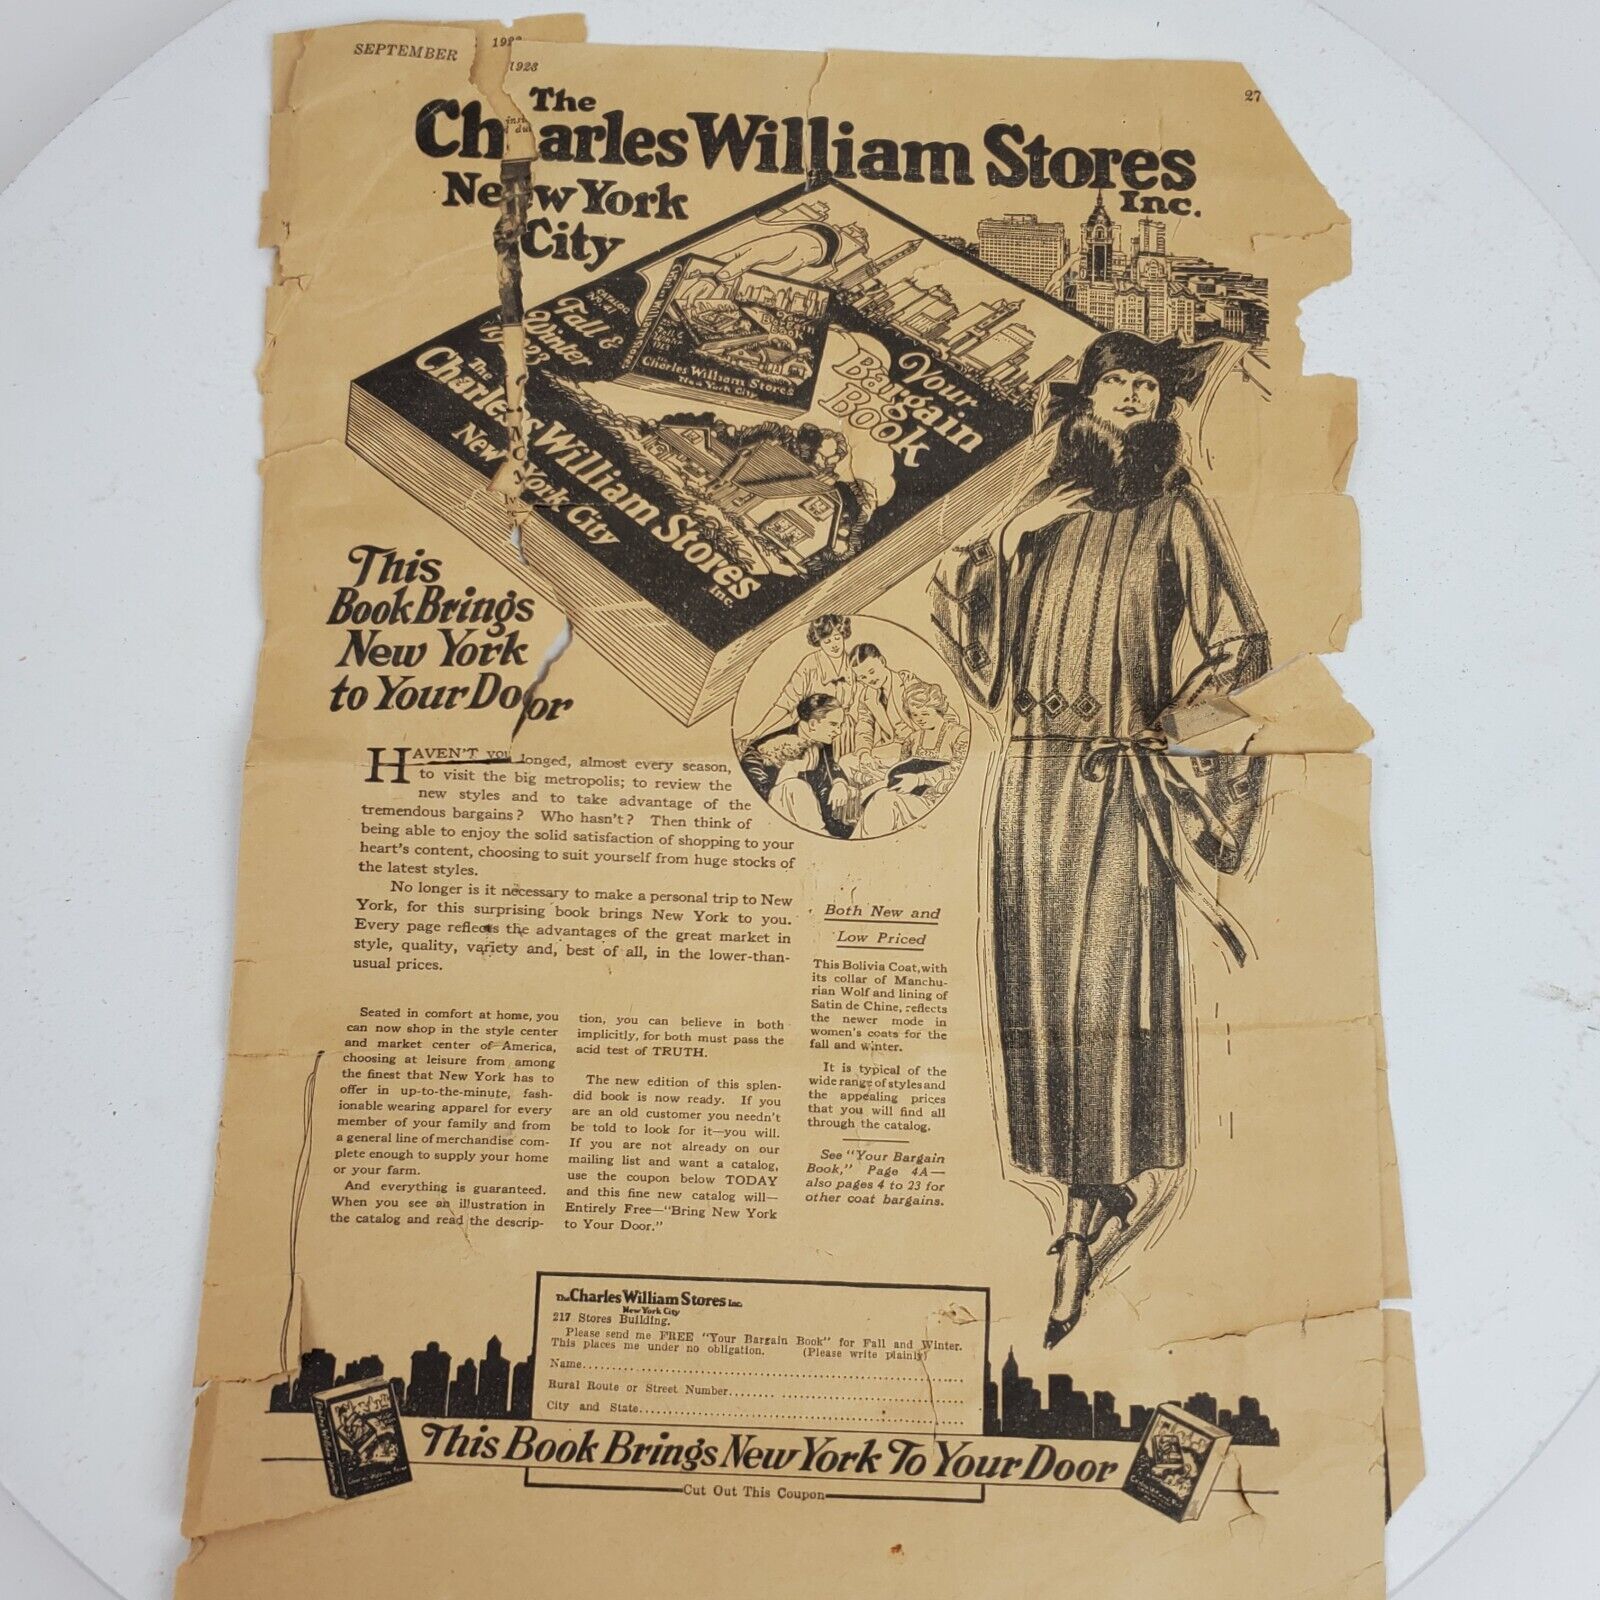 SEPTEMBER
1923
27
The
Charles William Stores
Inc.
New York
City
Fall &
Winter
1923
Your
Bargain
Book
Charles William Stores
New York City
The
Charles William Stores
Inc.
New York City
This
Book Brings
New York
to Your Door
HAVEN'T you longed, almost every season,
to visit the big metropolis; to review the
new styles and to take advantage of the
tremendous bargains? Who hasn't? Then think of
being able to enjoy the solid satisfaction of shopping to your
heart's content, choosing to suit yourself from huge stocks of
the latest styles.
No longer is it necessary to make a personal trip to New
York, for this surprising book brings New York to you.
Every page reflects the advantages of the great market in
style, quality, variety and, best of all, in the lower-than-
usual prices.
Seated in comfort at home, you
can now shop in the style center
and market center of America,
choosing at leisure from among
the finest that New York has to
offer in up-to-the-minute, fash-
ionable wearing apparel for every
member of your family and from
a general line of merchandise com-
plete enough to supply your home
or your farm.
And everything is guaranteed.
When you see an illustration in
the catalog and read the descrip-
tion, you can believe in both
implicitly, for both must pass the
acid test of TRUTH.
The new edition of this splen-
did book is now ready. If you
are an old customer you needn't
be told to look for it—you will.
If you are not already on our
mailing list and want a catalog,
use the coupon below TODAY
and this fine new catalog will—
Entirely Free—"Bring New York
to Your Door."
Both New and
Low Priced
This Bolivia Coat, with
its collar of Manchu-
rian Wolf and lining of
Satin de Chine, reflects
the newer mode in
women's coats for the
fall and winter.
It is typical of the
wide range of styles and
the appealing prices
that you will find all
through the catalog.
See "Your Bargain
Book," Page 4A—
also pages 4 to 23 for
other coat bargains.
The Charles William Stores Inc.
New York City
217 Stores Building.
Please send me FREE "Your Bargain Book" for Fall and Winter.
This places me under no obligation. (Please write plainly)
Name
Rural Route or Street Number
City and State
This Book Brings New York To Your Door
Cut Out This Coupon